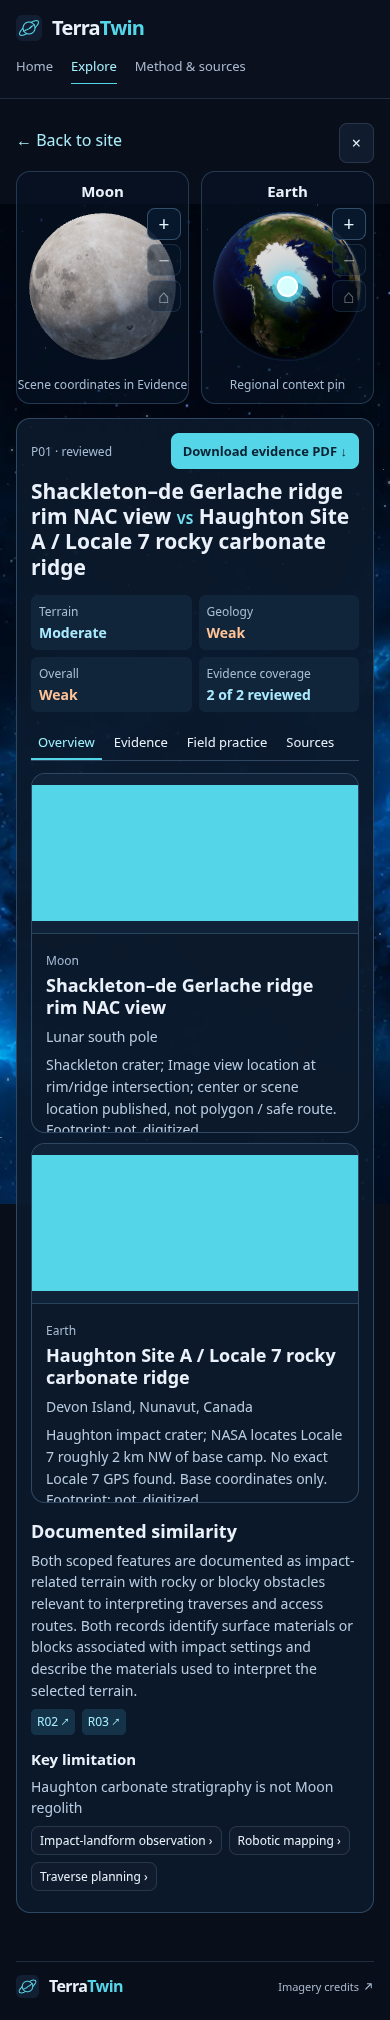 TerraTwin
Home Explore Method & sources
← Back to site ×
Moon
+
−
⌂
Scene coordinates in Evidence
Earth
+
−
⌂
Regional context pin
P01 · reviewed
Download evidence PDF ↓
Shackleton–de Gerlache ridge
rim NAC view vs Haughton Site
A / Locale 7 rocky carbonate
ridge
Terrain
Moderate
Geology
Weak
Overall
Weak
Evidence coverage
2 of 2 reviewed
Overview Evidence Field practice Sources
Moon
Shackleton–de Gerlache ridge
rim NAC view
Lunar south pole
Shackleton crater; Image view location at
rim/ridge intersection; center or scene
location published, not polygon / safe route.
Footprint: not_digitized
Earth
Haughton Site A / Locale 7 rocky
carbonate ridge
Devon Island, Nunavut, Canada
Haughton impact crater; NASA locates Locale
7 roughly 2 km NW of base camp. No exact
Locale 7 GPS found. Base coordinates only.
Footprint: not_digitized
Documented similarity
Both scoped features are documented as impact-
related terrain with rocky or blocky obstacles
relevant to interpreting traverses and access
routes. Both records identify surface materials or
blocks associated with impact settings and
describe the materials used to interpret the
selected terrain.
R02 ↗ R03 ↗
Key limitation
Haughton carbonate stratigraphy is not Moon
regolith
Impact-landform observation › Robotic mapping ›
Traverse planning ›
TerraTwin Imagery credits ↗